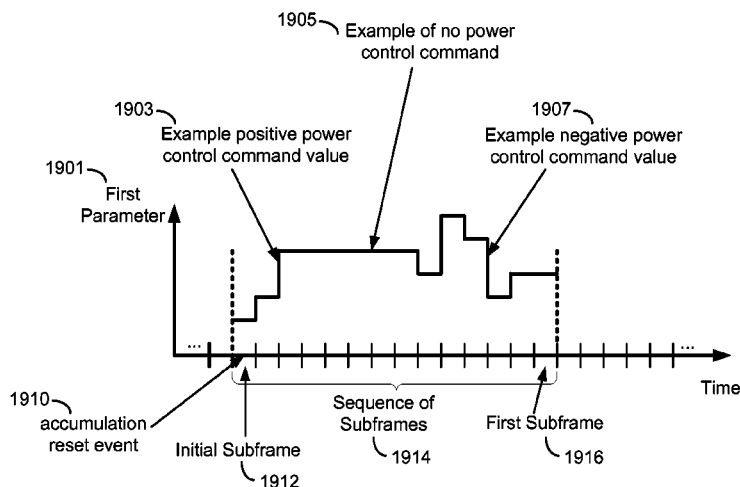 1905
Example of no power
control command
1903
Example positive power
control command value
1907
Example negative power
control command value
1901
First
Parameter
...
...
Time
1910
accumulation
reset event
Initial Subframe
1912
Sequence of
Subframes
1914
First Subframe
1916